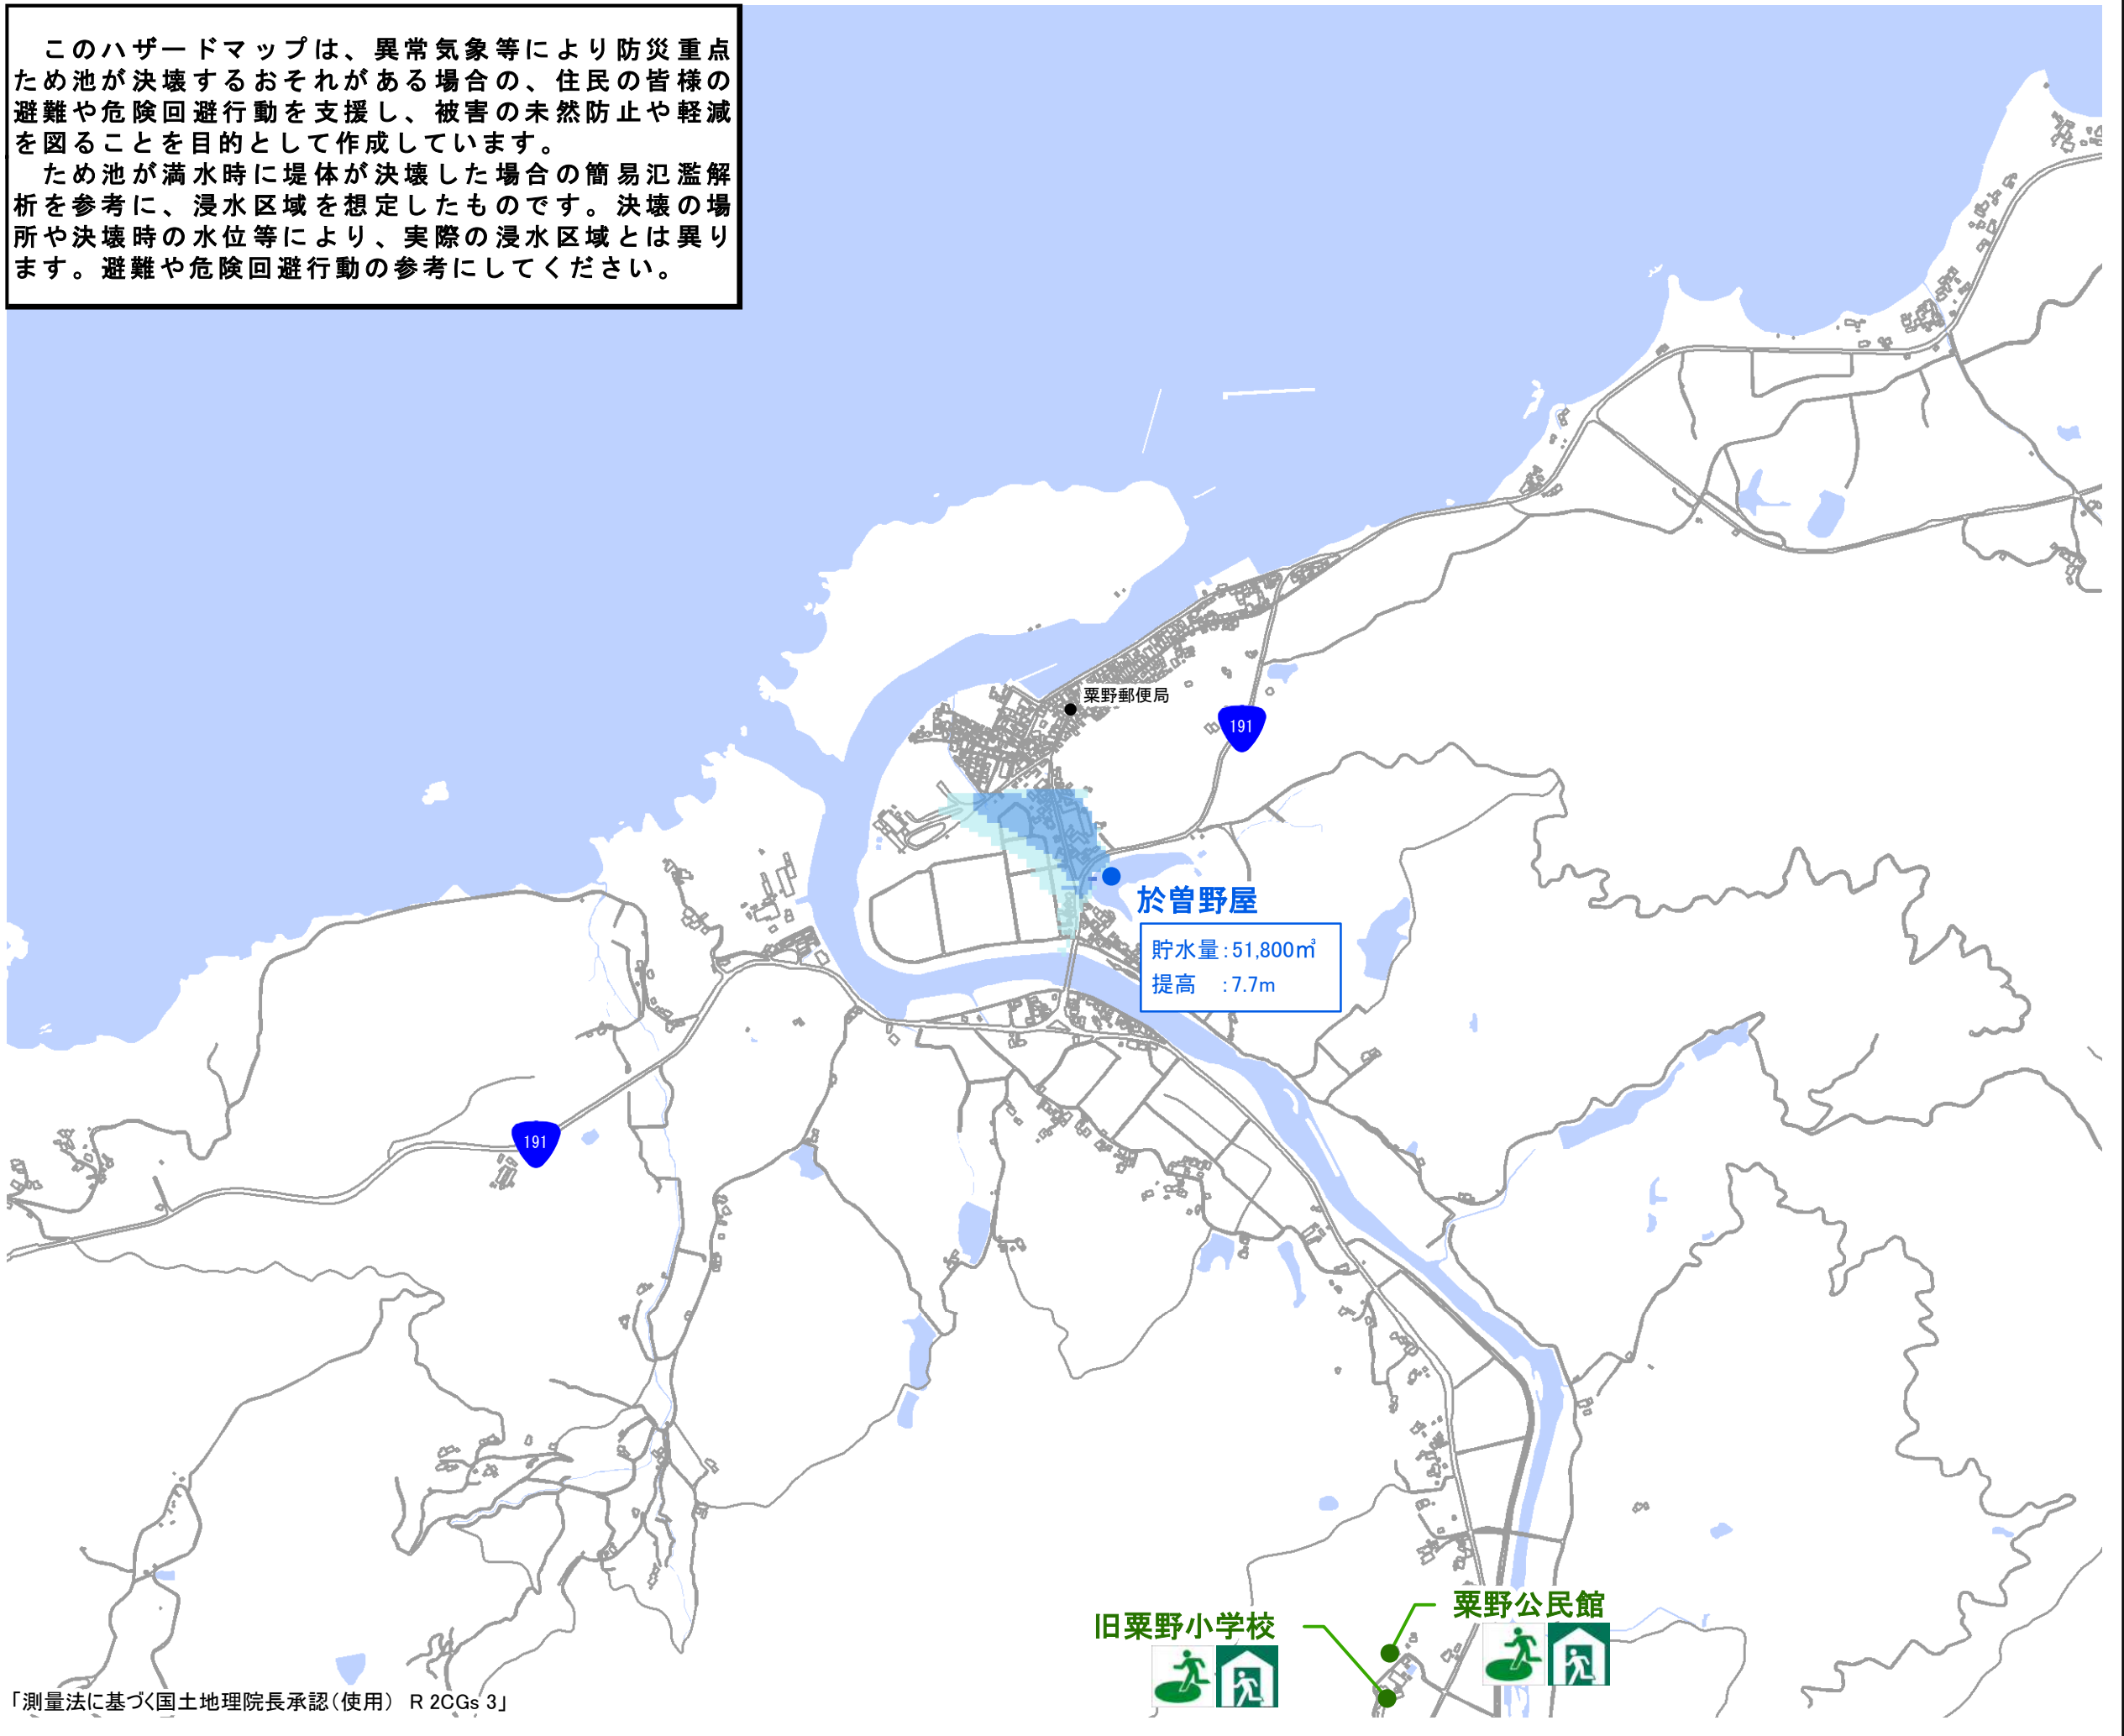 このハザードマップは、異常気象等により防災重点
ため池が決壊するおそれがある場合の、住民の皆様の
避難や危険回避行動を支援し、被害の未然防止や軽減
を図ることを目的として作成しています。
ため池が満水時に堤体が決壊した場合の簡易氾濫解
析を参考に、浸水区域を想定したものです。決壊の場
所や決壊時の水位等により、実際の浸水区域とは異り
ます。避難や危険回避行動の参考にしてください。
粟野郵便局
191
於曽野屋
貯水量:51,800㎥
提高 :7.7m
191
粟野公民館
旧粟野小学校
「測量法に基づく国土地理院長承認(使用) R 2CGs 3」